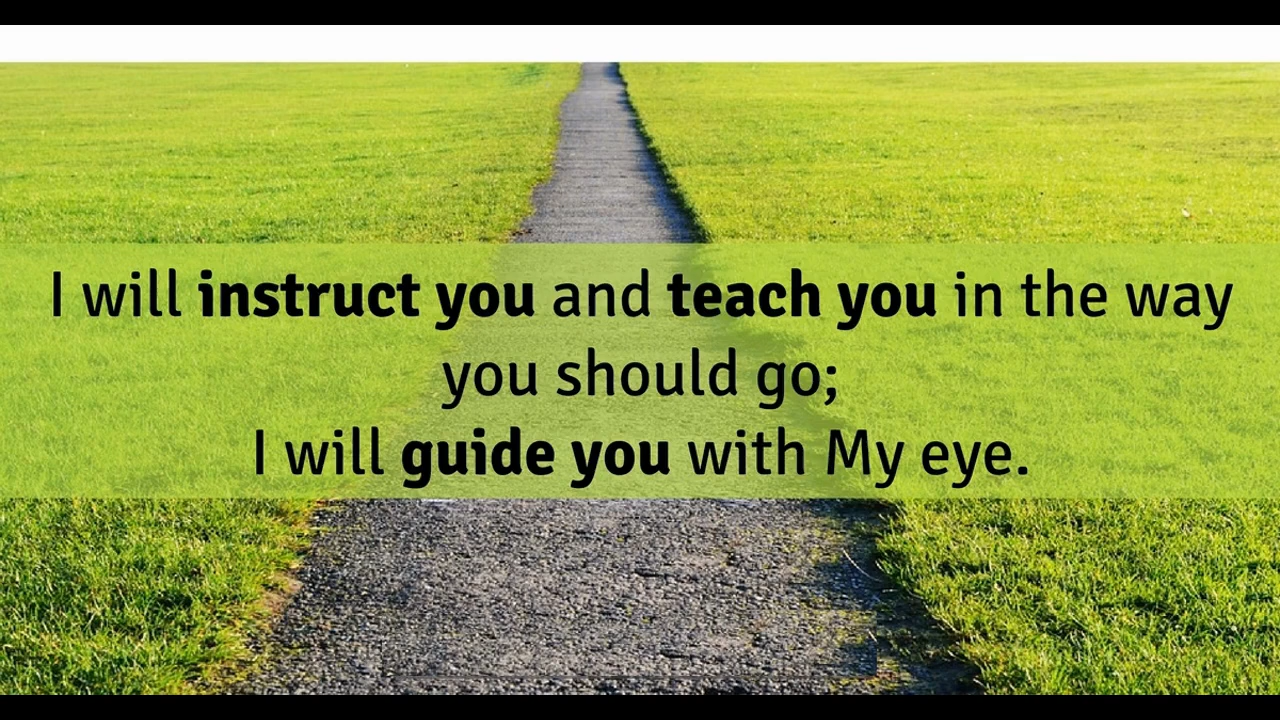 I will instruct you and teach you in the way
you should go;
I will guide you with My eye.